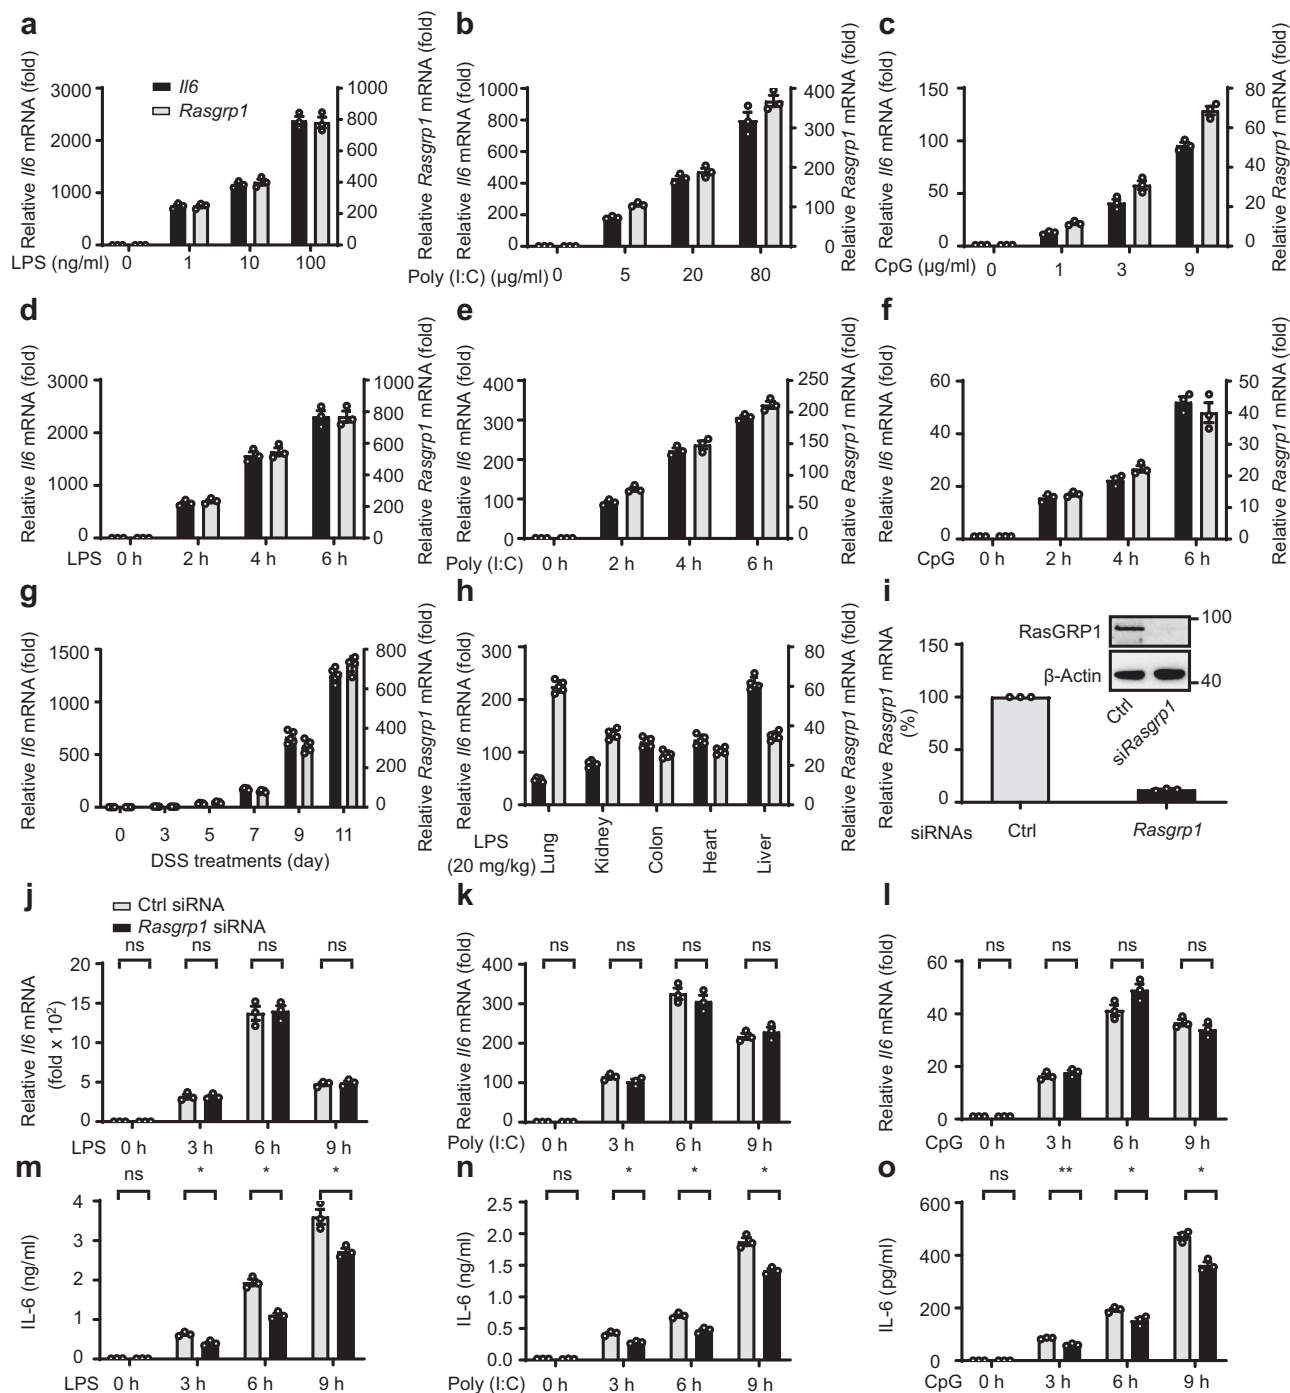 a
Relative Il6 mRNA (fold)
3000
2000
1000
0
Il6
Rasgrp1
1000
800
600
400
200
0
Relative Rasgrp1 mRNA (fold)
LPS (ng/ml) 0 1 10 100
b
Relative Il6 mRNA (fold)
1000
800
600
400
200
0
400
300
200
100
0
Relative Rasgrp1 mRNA (fold)
Poly (I:C) (μg/ml) 0 5 20 80
c
Relative Il6 mRNA (fold)
150
100
50
0
80
60
40
20
0
Relative Rasgrp1 mRNA (fold)
CpG (μg/ml) 0 1 3 9
d
Relative Il6 mRNA (fold)
3000
2000
1000
0
1000
800
600
400
200
0
Relative Rasgrp1 mRNA (fold)
LPS 0 h 2 h 4 h 6 h
e
Relative Il6 mRNA (fold)
400
300
200
100
0
250
200
150
100
50
0
Relative Rasgrp1 mRNA (fold)
Poly (I:C) 0 h 2 h 4 h 6 h
f
Relative Il6 mRNA (fold)
60
40
20
0
50
40
30
20
10
0
Relative Rasgrp1 mRNA (fold)
CpG 0 h 2 h 4 h 6 h
g
Relative Il6 mRNA (fold)
1500
1000
500
0
800
600
400
200
0
Relative Rasgrp1 mRNA (fold)
0 3 5 7 9 11
DSS treatments (day)
h
Relative Il6 mRNA (fold)
300
200
100
0
80
60
40
20
0
Relative Rasgrp1 mRNA (fold)
LPS
(20 mg/kg)
Lung
Kidney
Colon
Heart
Liver
i
Relative Rasgrp1 mRNA
(%)
150
100
50
0
RasGRP1
100
β-Actin
40
Ctrl
siRasgrp1
siRNAs Ctrl Rasgrp1
j
Ctrl siRNA
Rasgrp1 siRNA
ns ns ns ns
Relative Il6 mRNA
(fold x 10²)
20
15
10
5
0
LPS 0 h 3 h 6 h 9 h
k
ns ns ns ns
Relative Il6 mRNA (fold)
400
300
200
100
0
Poly (I:C) 0 h 3 h 6 h 9 h
l
ns ns ns ns
Relative Il6 mRNA (fold)
60
40
20
0
CpG 0 h 3 h 6 h 9 h
m
ns * * *
IL-6 (ng/ml)
4
3
2
1
0
LPS 0 h 3 h 6 h 9 h
n
ns * * *
IL-6 (ng/ml)
2.5
2.0
1.5
1.0
0.5
0.0
Poly (I:C) 0 h 3 h 6 h 9 h
o
ns ** * *
IL-6 (pg/ml)
600
400
200
0
CpG 0 h 3 h 6 h 9 h